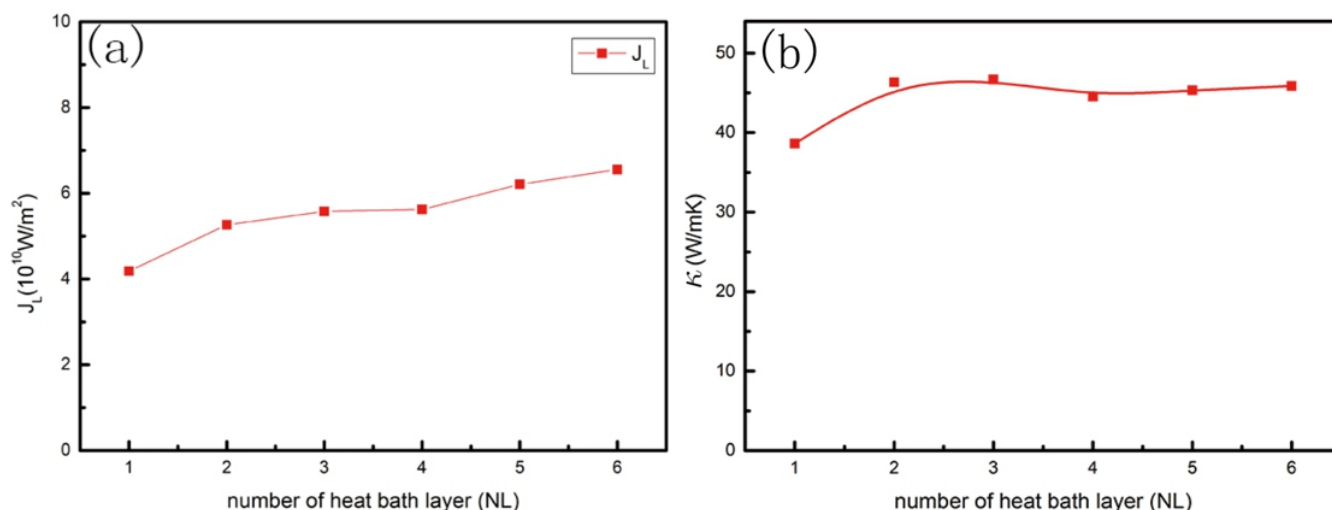 (a)
J_L
10
8
6
4
2
0
J_L(10^10W/m^2)
1 2 3 4 5 6
number of heat bath layer (NL)
(b)
50
40
30
20
10
0
κ (W/mK)
1 2 3 4 5 6
number of heat bath layer (NL)